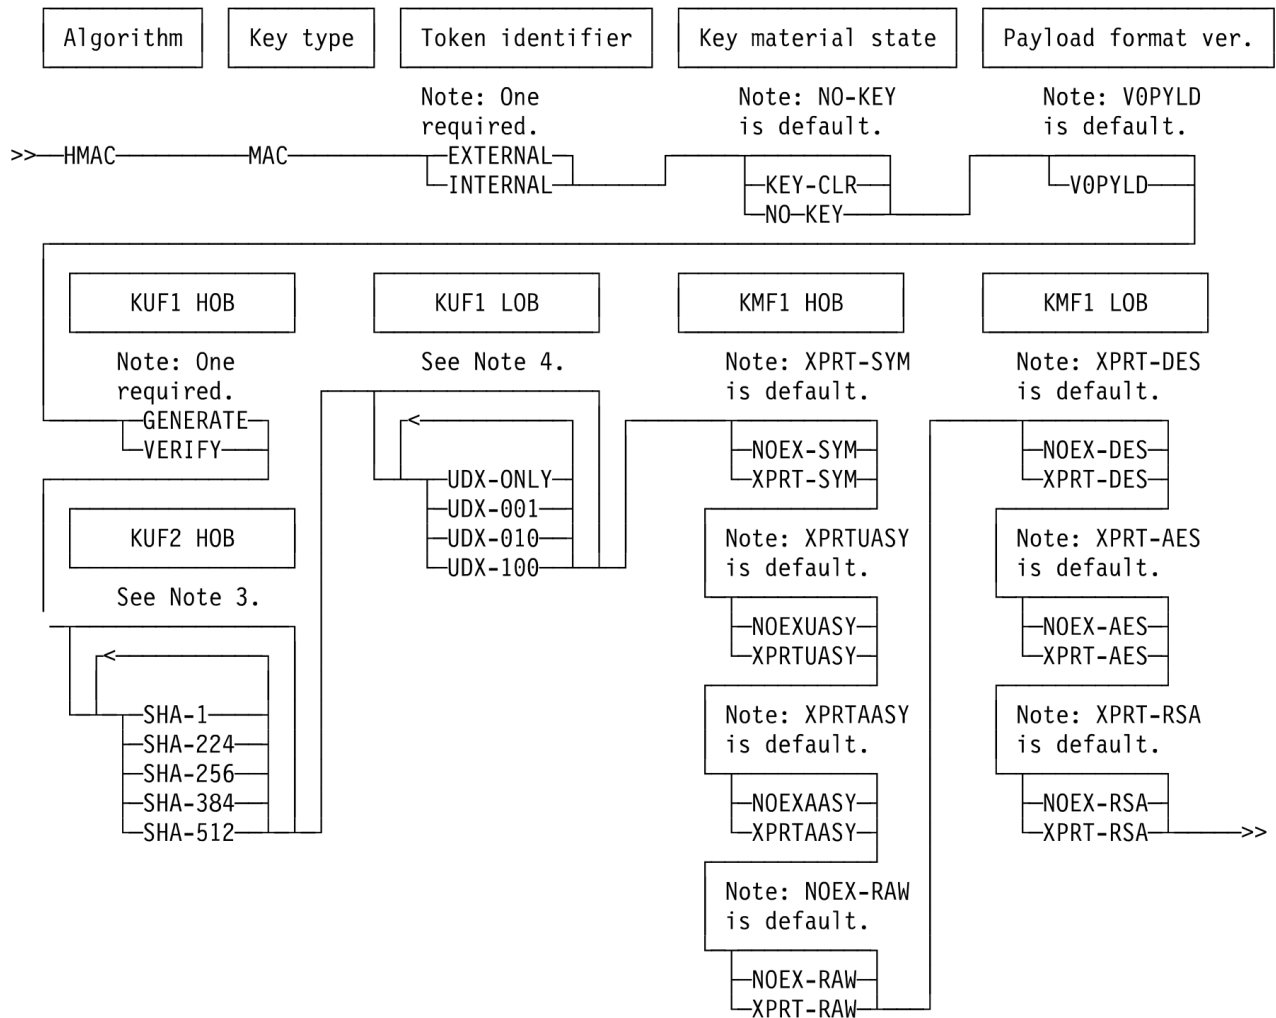 Algorithm
Key type
Token identifier
Key material state
Payload format ver.
Note: One
required.
Note: NO-KEY
is default.
Note: V0PYLD
is default.
>>
HMAC
MAC
EXTERNAL
INTERNAL
KEY-CLR
NO-KEY
V0PYLD
KUF1 HOB
Note: One
required.
GENERATE
VERIFY
KUF2 HOB
See Note 3.
<
SHA-1
SHA-224
SHA-256
SHA-384
SHA-512
KUF1 LOB
See Note 4.
<
UDX-ONLY
UDX-001
UDX-010
UDX-100
KMF1 HOB
Note: XPRT-SYM
is default.
NOEX-SYM
XPRT-SYM
Note: XPRTUASY
is default.
NOEXUASY
XPRTUASY
Note: XPRTAASY
is default.
NOEXAASY
XPRTAASY
Note: NOEX-RAW
is default.
NOEX-RAW
XPRT-RAW
KMF1 LOB
Note: XPRT-DES
is default.
NOEX-DES
XPRT-DES
Note: XPRT-AES
is default.
NOEX-AES
XPRT-AES
Note: XPRT-RSA
is default.
NOEX-RSA
XPRT-RSA
>>